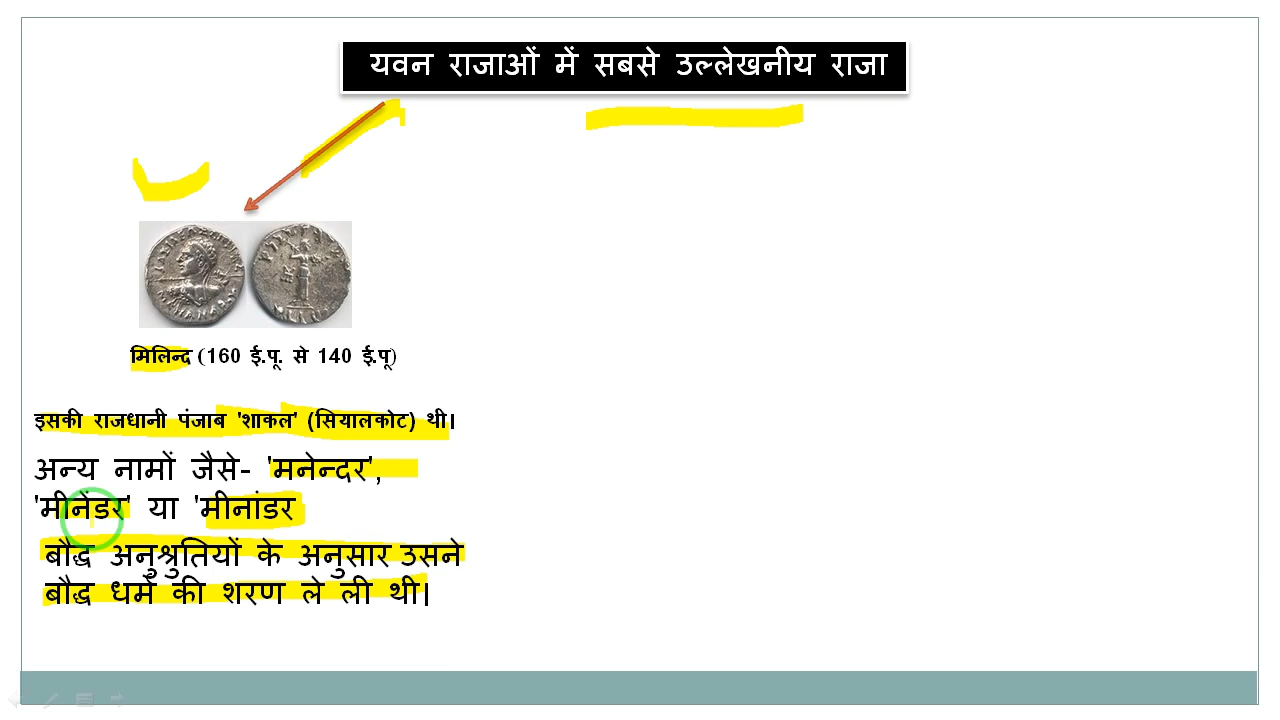 यवन राजाओं में सबसे उल्लेखनीय राजा
मिलिन्द (160 ई.पू. से 140 ई.पू)
इसकी राजधानी पंजाब 'शाकल' (सियालकोट) थी।
अन्य नामों जैसे- 'मनेन्दर',
'मीनेंडर' या 'मीनांडर
बौद्ध अनुश्रुतियों के अनुसार उसने
बौद्ध धर्म की शरण ले ली थी।